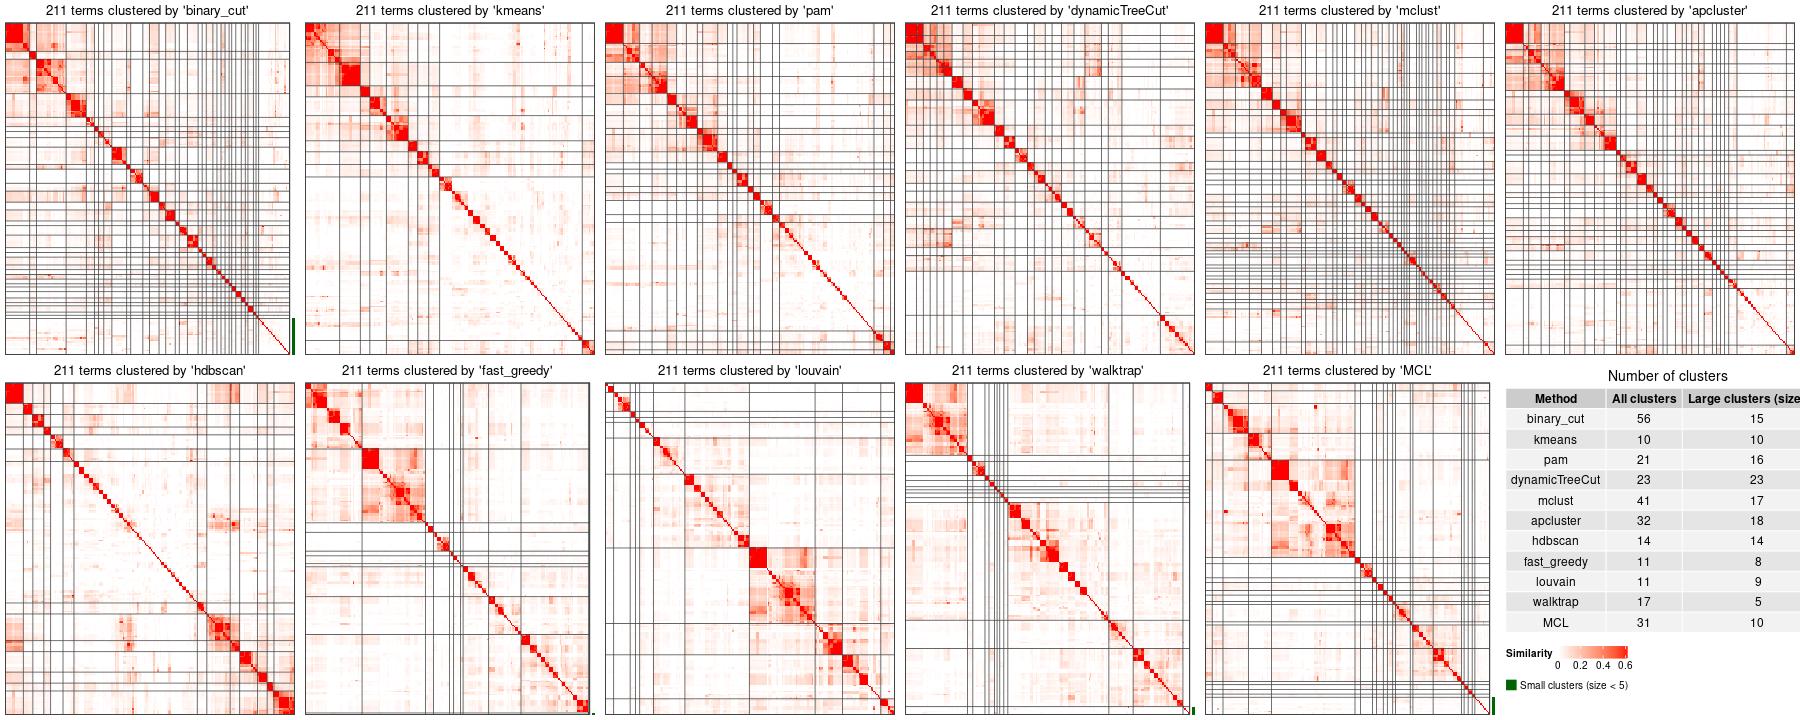 211 terms clustered by 'binary_cut'
211 terms clustered by 'kmeans'
211 terms clustered by 'pam'
211 terms clustered by 'dynamicTreeCut'
211 terms clustered by 'mclust'
211 terms clustered by 'apcluster'
211 terms clustered by 'hdbscan'
211 terms clustered by 'fast_greedy'
211 terms clustered by 'louvain'
211 terms clustered by 'walktrap'
211 terms clustered by 'MCL'
Number of clusters
Method All clusters Large clusters (size
binary_cut 56 15
kmeans 10 10
pam 21 16
dynamicTreeCut 23 23
mclust 41 17
apcluster 32 18
hdbscan 14 14
fast_greedy 11 8
louvain 11 9
walktrap 17 5
MCL 31 10
Similarity
0 0.2 0.4 0.6
Small clusters (size < 5)